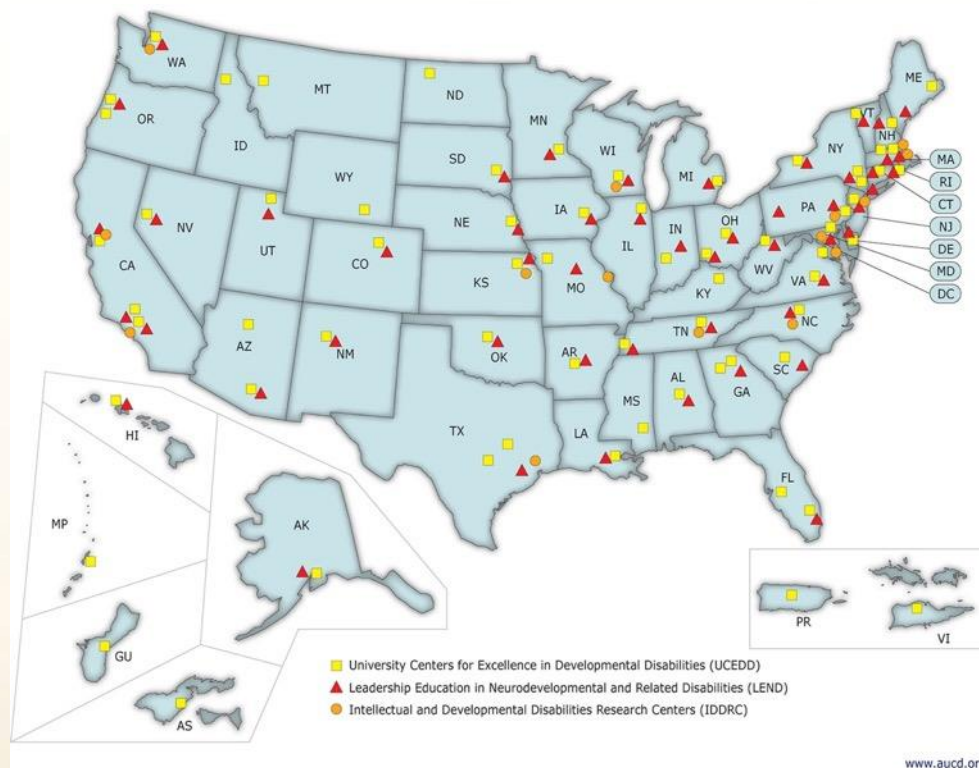 WA
MT
ND
MN
ME
VT
NH
OR
ID
SD
WI
MI
NY
MA
RI
WY
IA
PA
CT
NV
UT
NE
IL
IN
OH
NJ
CA
CO
KS
MO
WV
VA
DE
KY
MD
DC
AZ
NM
OK
AR
TN
NC
SC
TX
LA
MS
AL
GA
HI
FL
MP
AK
GU
AS
PR
VI
University Centers for Excellence in Developmental Disabilities (UCEDD)
Leadership Education in Neurodevelopmental and Related Disabilities (LEND)
Intellectual and Developmental Disabilities Research Centers (IDDRC)
www.aucd.or